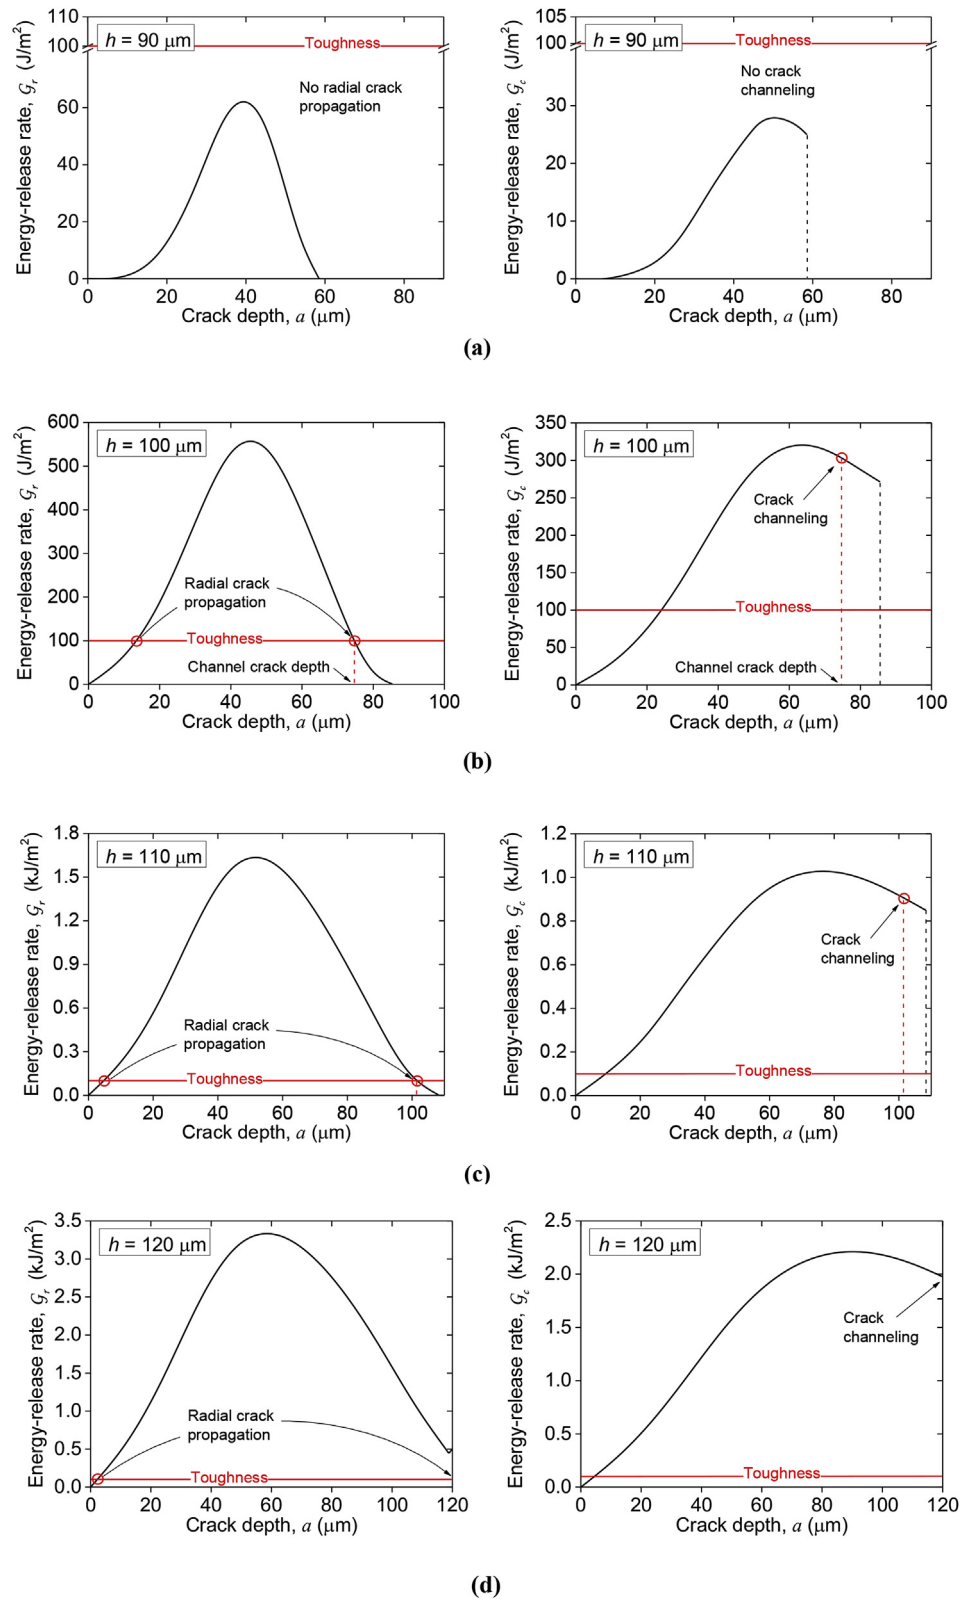 h = 90 μm
Toughness
No radial crack
propagation
Energy-release rate, 𝒢r (J/m²)
110
100
60
40
20
0
0 20 40 60 80
Crack depth, a (μm)
h = 90 μm
Toughness
No crack
channeling
Energy-release rate, 𝒢c (J/m²)
105
100
30
20
10
0
0 20 40 60 80
Crack depth, a (μm)
(a)
h = 100 μm
Radial crack
propagation
Toughness
Channel crack depth
Energy-release rate, 𝒢r (J/m²)
600
500
400
300
200
100
0
0 20 40 60 80 100
Crack depth, a (μm)
h = 100 μm
Crack
channeling
Toughness
Channel crack depth
Energy-release rate, 𝒢c (J/m²)
350
300
250
200
150
100
50
0
0 20 40 60 80 100
Crack depth, a (μm)
(b)
h = 110 μm
Radial crack
propagation
Toughness
Energy-release rate, 𝒢r (kJ/m²)
1.8
1.5
1.2
0.9
0.6
0.3
0.0
0 20 40 60 80 100
Crack depth, a (μm)
h = 110 μm
Crack
channeling
Toughness
Energy-release rate, 𝒢c (kJ/m²)
1.2
1.0
0.8
0.6
0.4
0.2
0.0
0 20 40 60 80 100
Crack depth, a (μm)
(c)
h = 120 μm
Radial crack
propagation
Toughness
Energy-release rate, 𝒢r (kJ/m²)
3.5
3.0
2.5
2.0
1.5
1.0
0.5
0.0
0 20 40 60 80 100 120
Crack depth, a (μm)
h = 120 μm
Crack
channeling
Toughness
Energy-release rate, 𝒢c (kJ/m²)
2.5
2.0
1.5
1.0
0.5
0.0
0 20 40 60 80 100 120
Crack depth, a (μm)
(d)